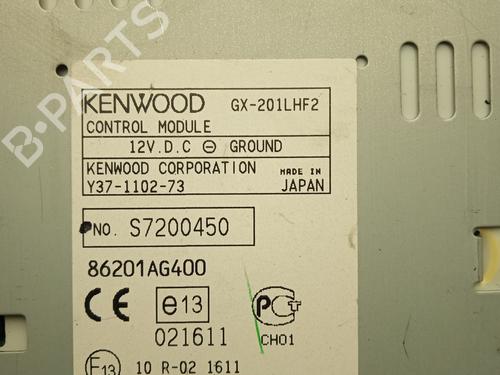 B-PARTS
KENWOOD GX-201LHF2
CONTROL MODULE
12V.D.C ⊖ GROUND
KENWOOD CORPORATION
Y37-1102-73
MADE IN
JAPAN
NO. S7200450
86201AG400
CE e13 PCT
021611 CH01
E13 10 R-02 1611